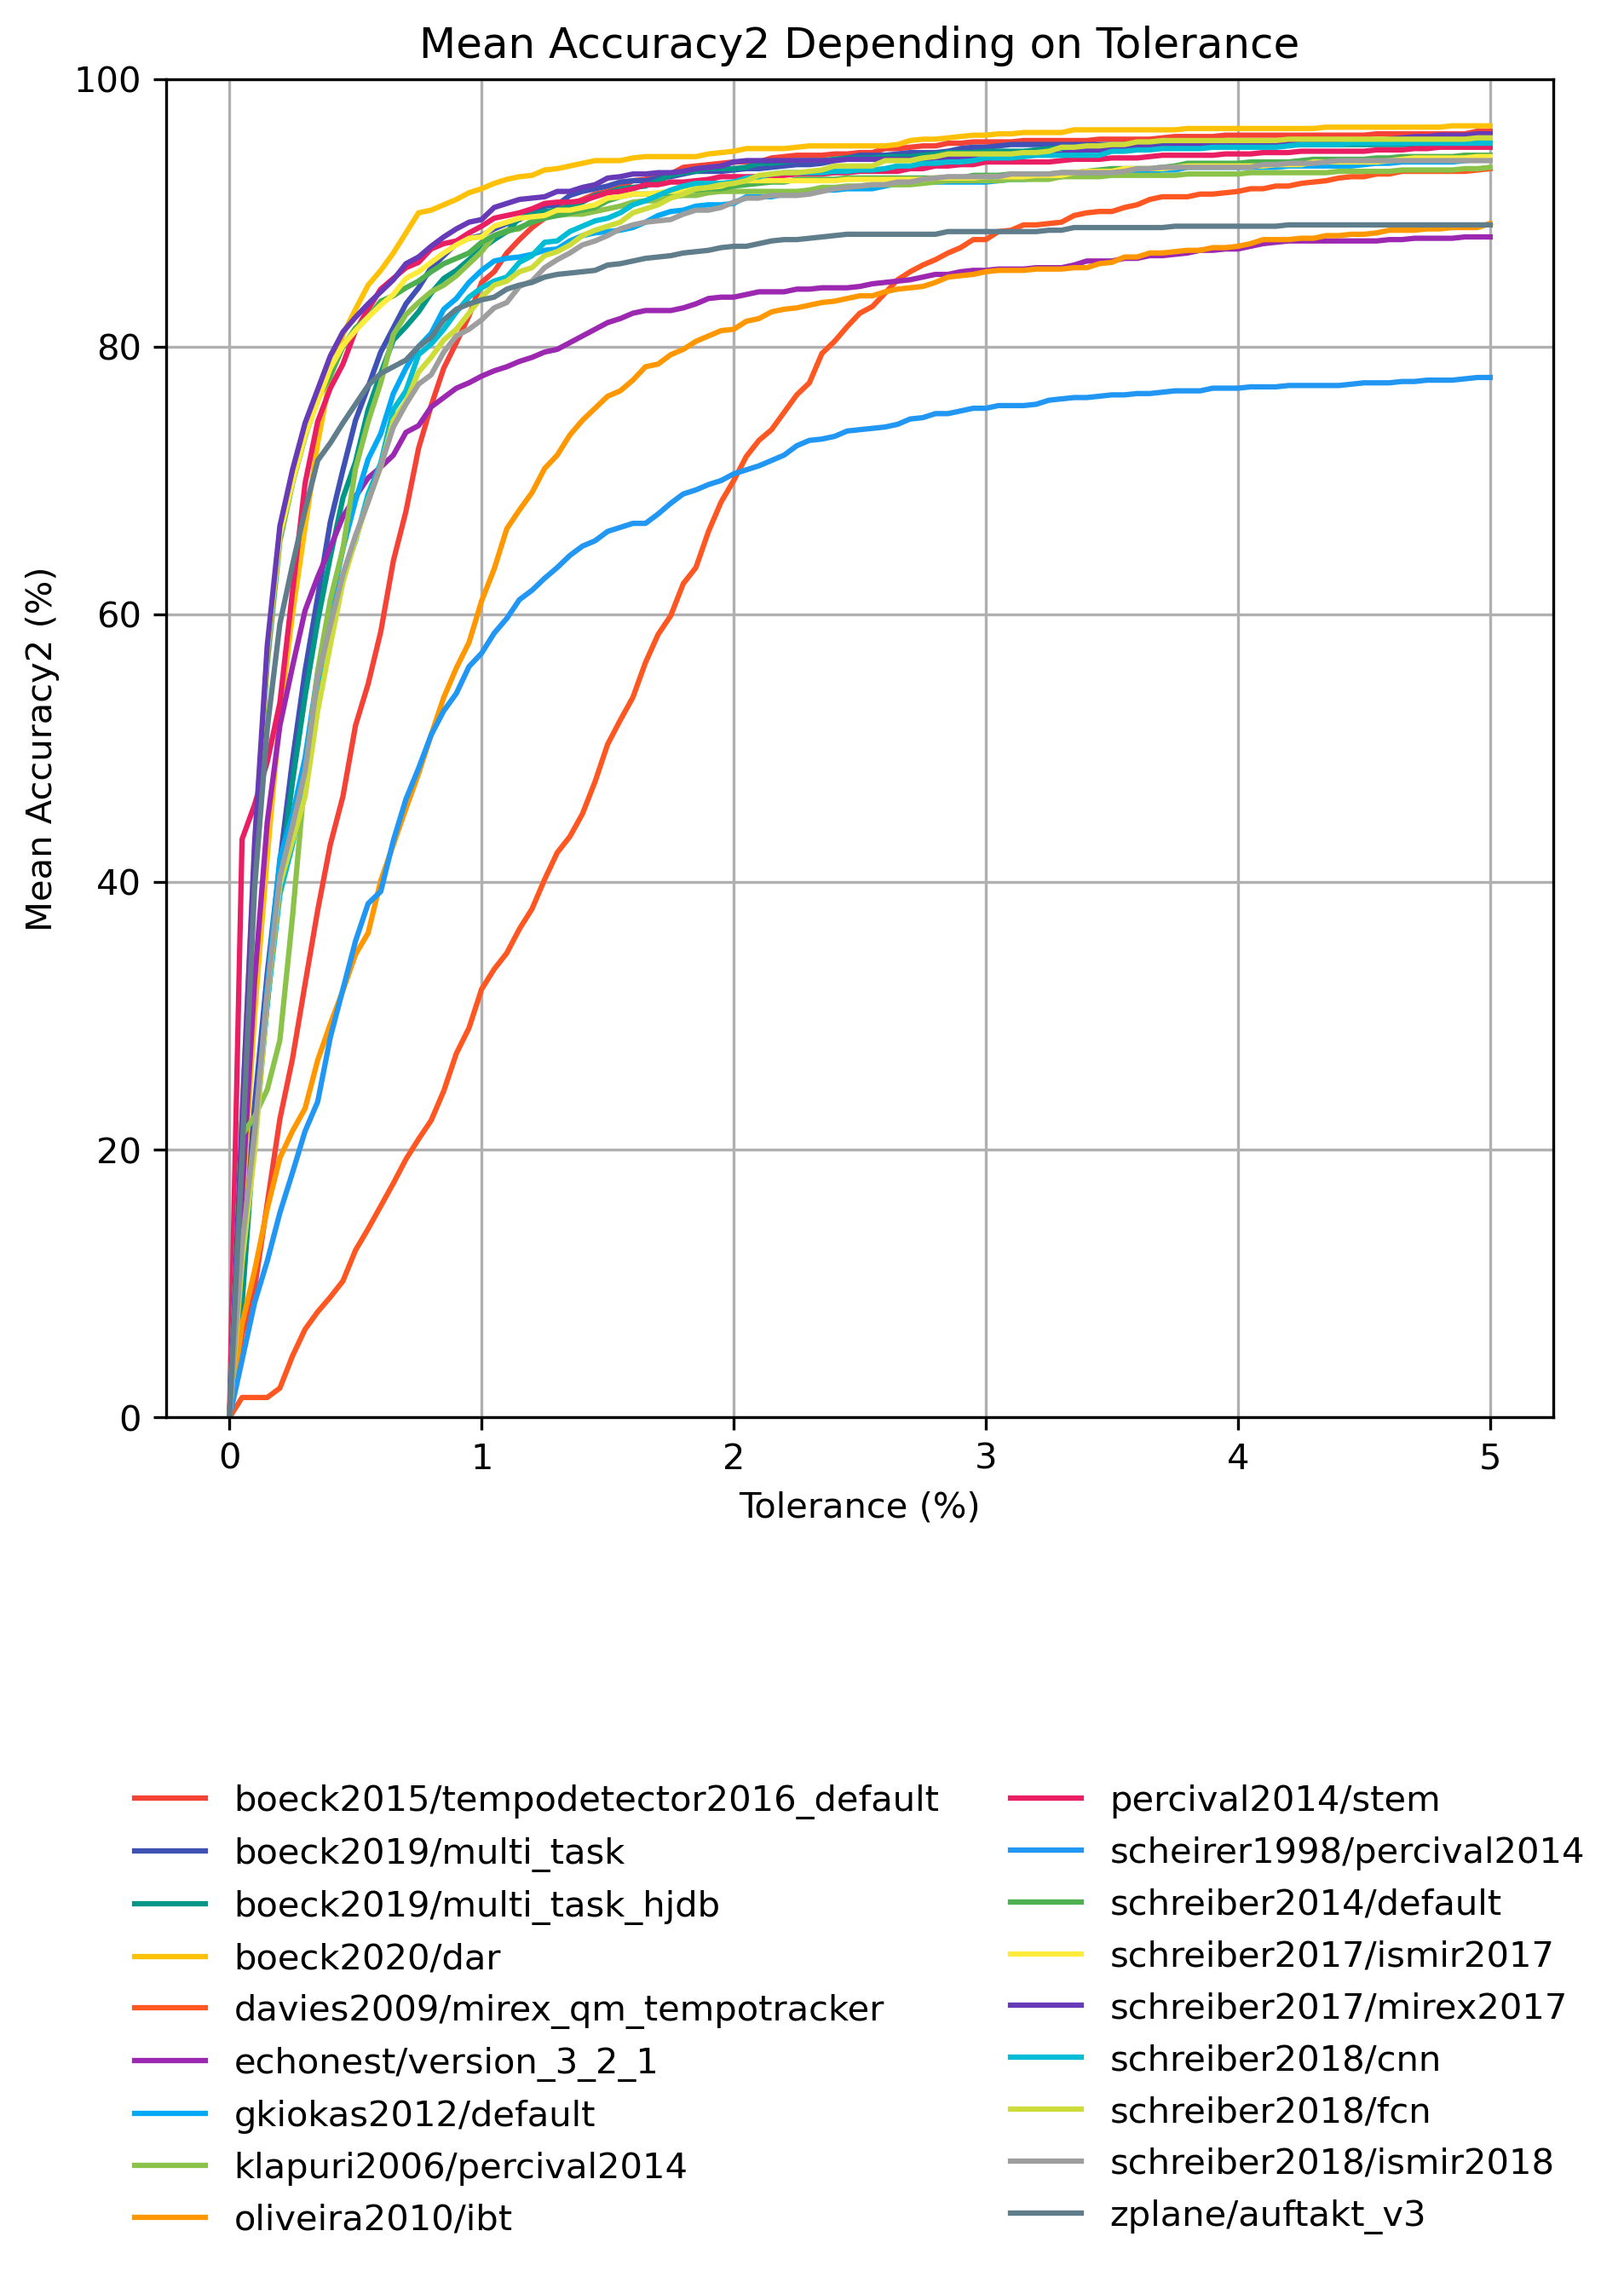 Mean Accuracy2 Depending on Tolerance
100
80
60
40
20
0
Mean Accuracy2 (%)
0 1 2 3 4 5
Tolerance (%)
boeck2015/tempodetector2016_default
boeck2019/multi_task
boeck2019/multi_task_hjdb
boeck2020/dar
davies2009/mirex_qm_tempotracker
echonest/version_3_2_1
gkiokas2012/default
klapuri2006/percival2014
oliveira2010/ibt
percival2014/stem
scheirer1998/percival2014
schreiber2014/default
schreiber2017/ismir2017
schreiber2017/mirex2017
schreiber2018/cnn
schreiber2018/fcn
schreiber2018/ismir2018
zplane/auftakt_v3